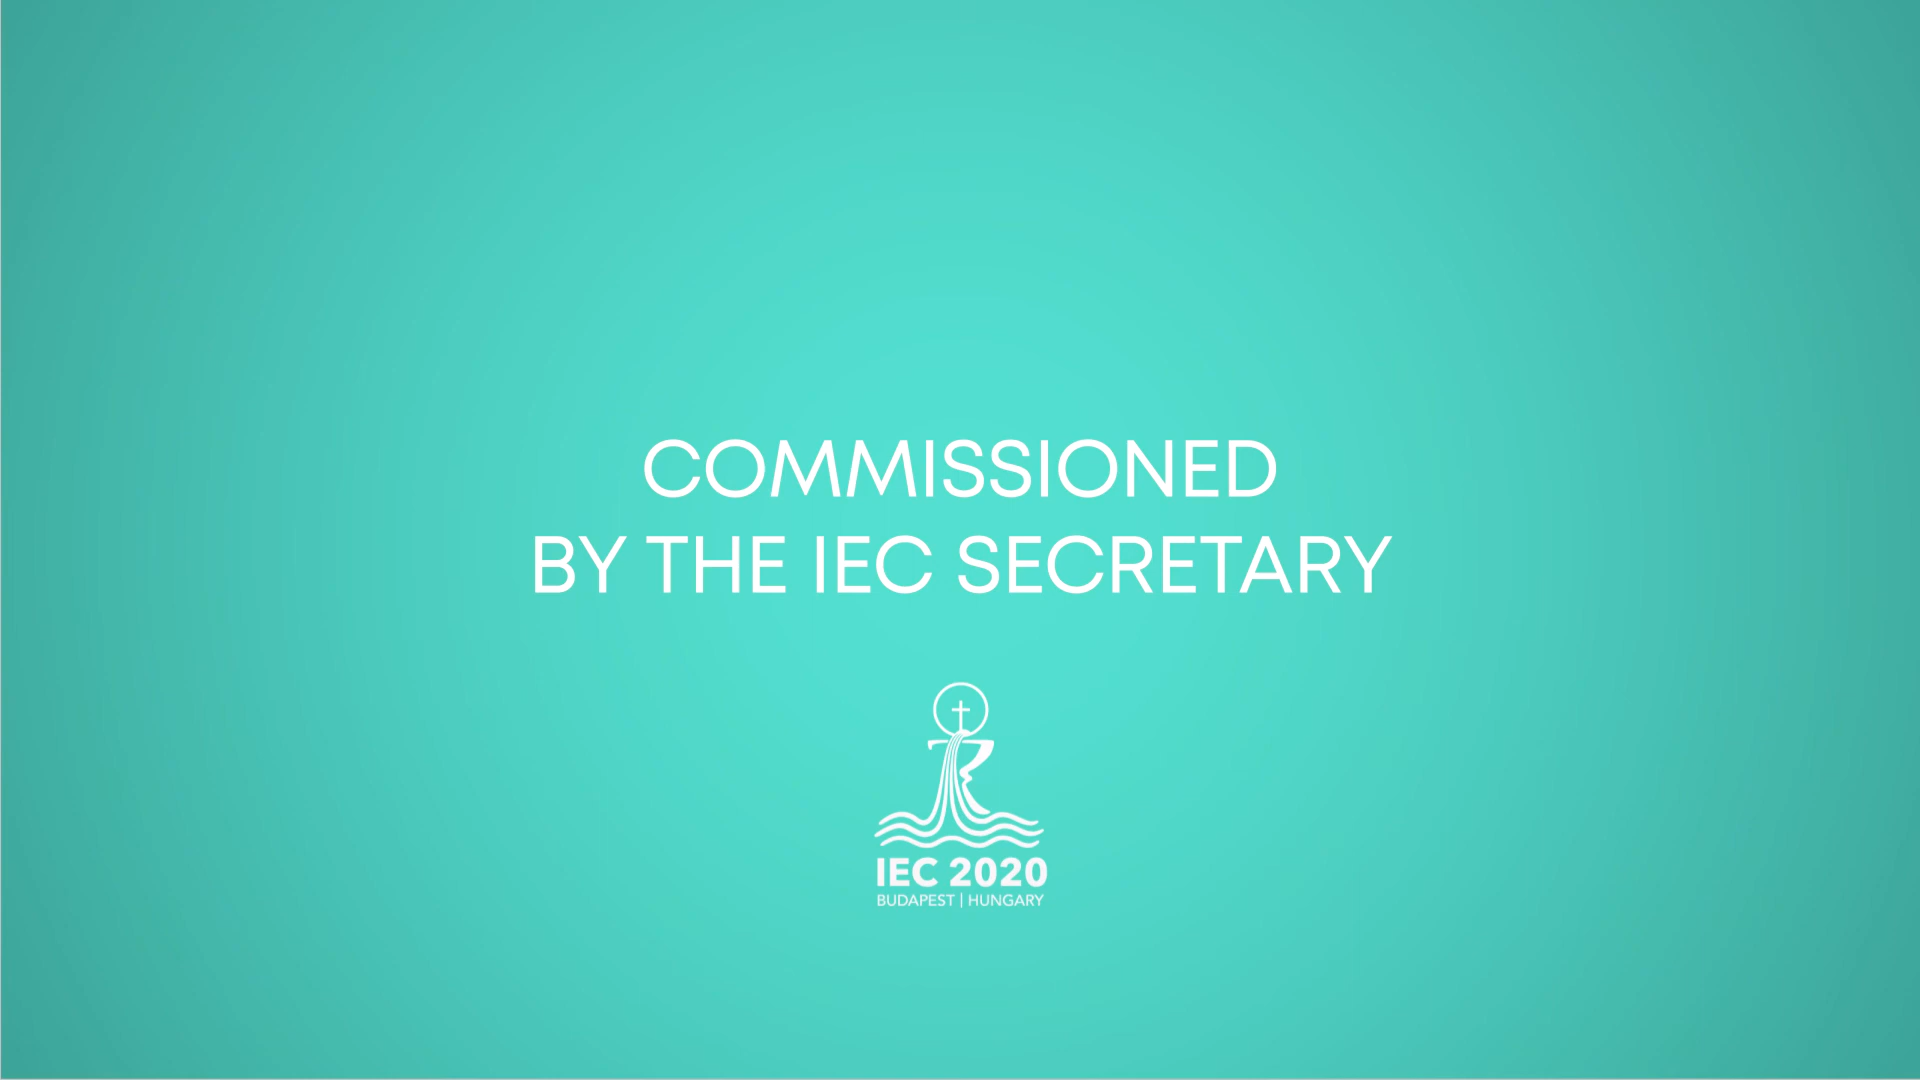 COMMISSIONED
BY THE IEC SECRETARY
IEC 2020
BUDAPEST | HUNGARY